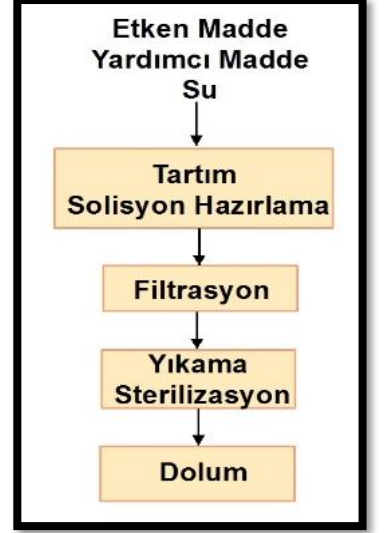 Etken Madde
Yardımcı Madde
Su
Tartım
Solisyon Hazırlama
Filtrasyon
Yıkama
Sterilizasyon
Dolum